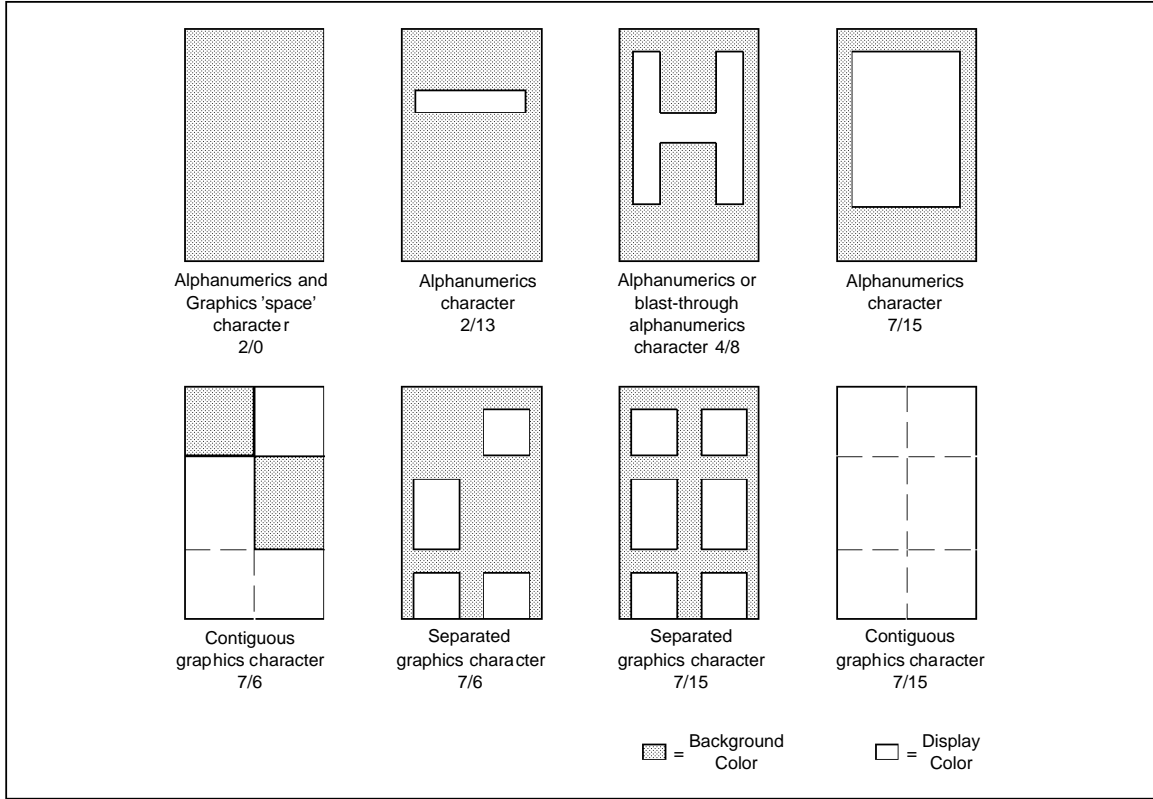 Alphanumerics and
Graphics 'space'
character
2/0
Alphanumerics
character
2/13
Alphanumerics or
blast-through
alphanumerics
character 4/8
Alphanumerics
character
7/15
Contiguous
graphics character
7/6
Separated
graphics character
7/6
Separated
graphics character
7/15
Contiguous
graphics character
7/15
= Background
Color
= Display
Color